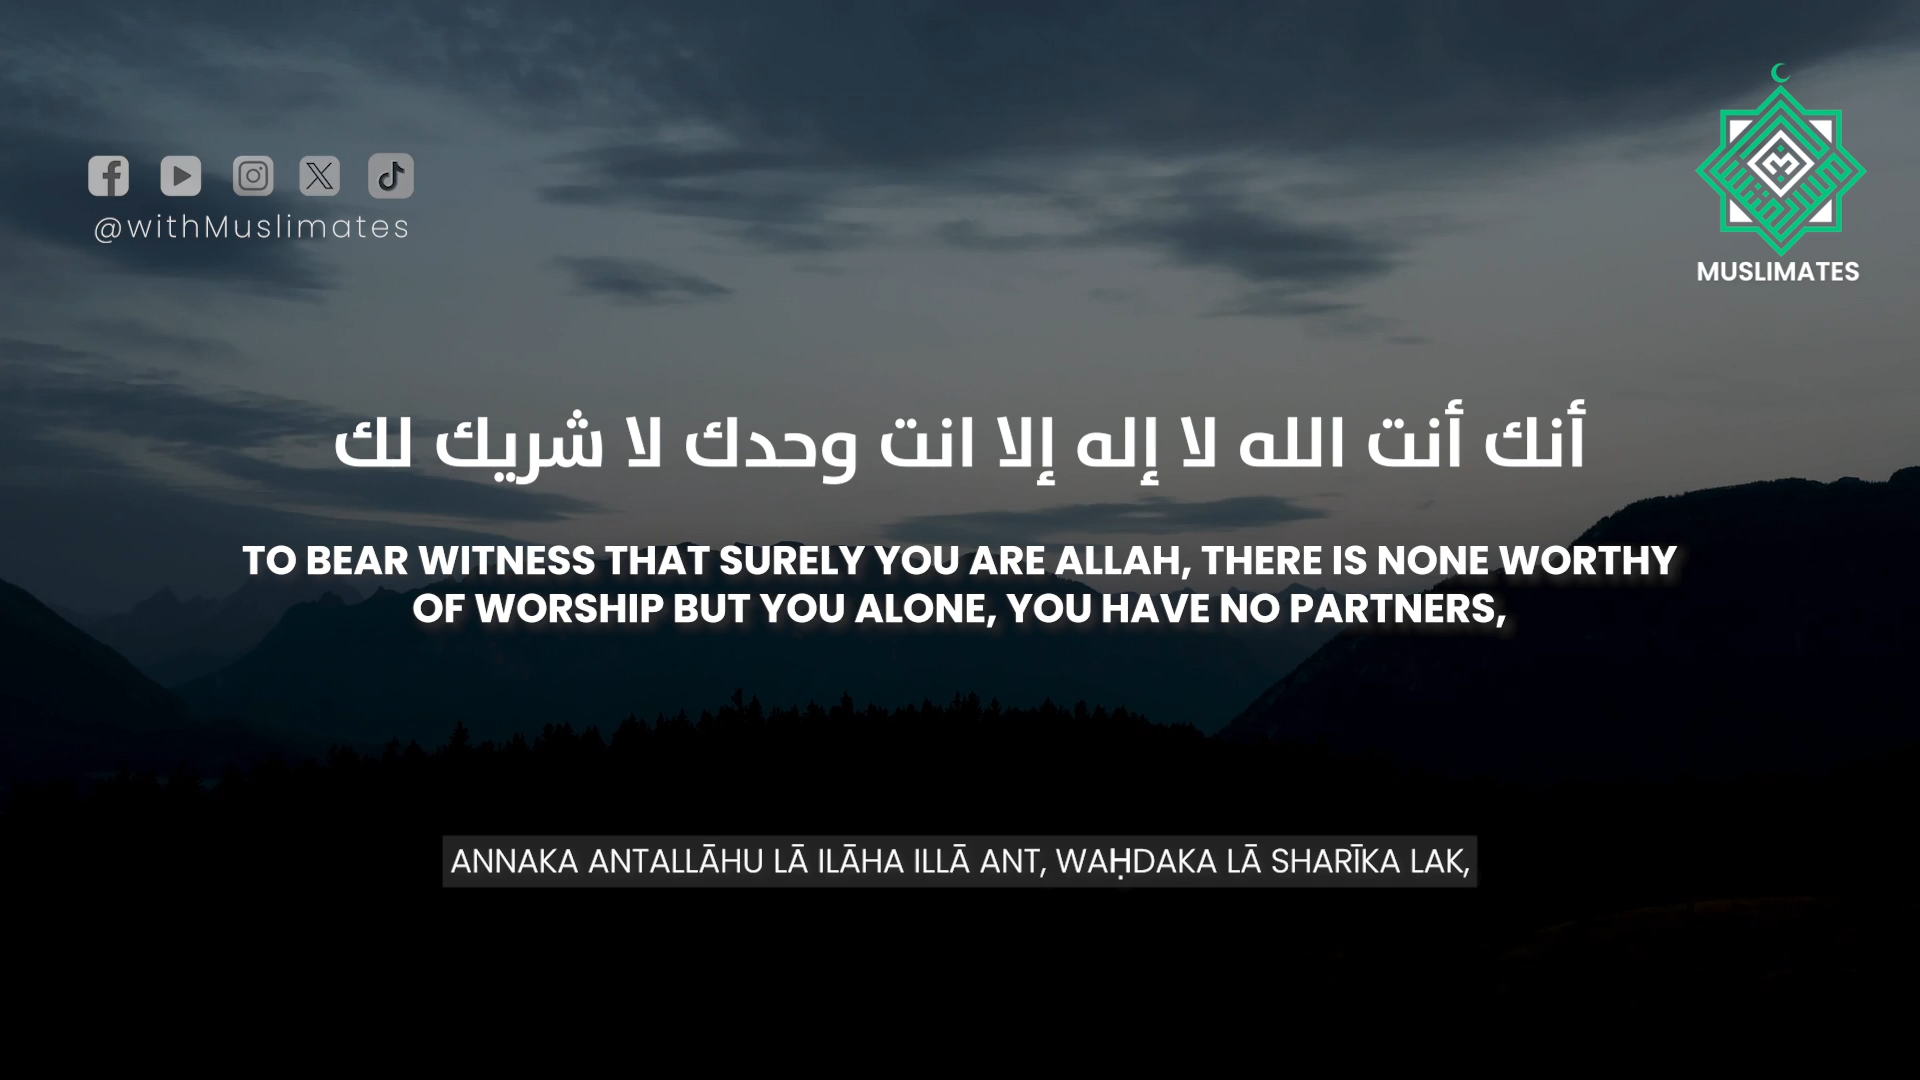 @withMuslimates
MUSLIMATES
أنك أنت الله لا إله إلا انت وحدك لا شريك لك
TO BEAR WITNESS THAT SURELY YOU ARE ALLAH, THERE IS NONE WORTHY
OF WORSHIP BUT YOU ALONE, YOU HAVE NO PARTNERS,
ANNAKA ANTALLĀHU LĀ ILĀHA ILLĀ ANT, WAḤDAKA LĀ SHARĪKA LAK,